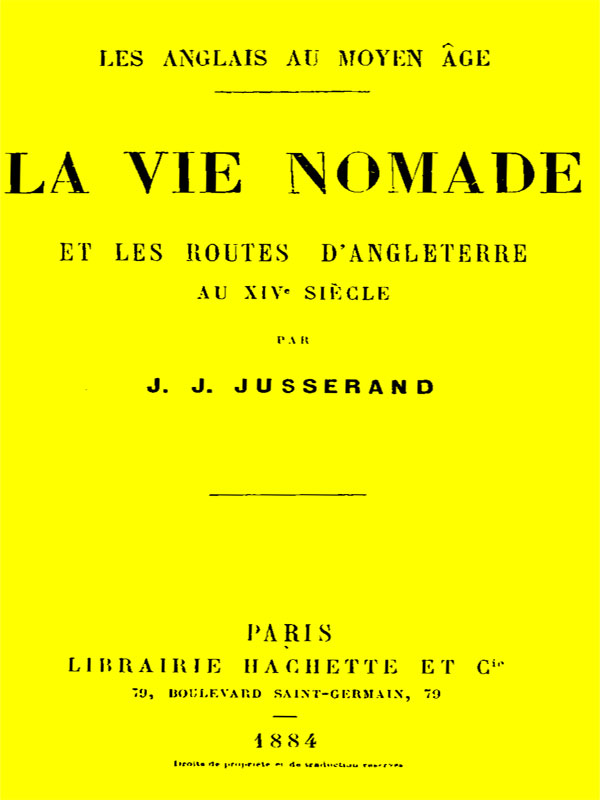 LES ANGLAIS AU MOYEN ÂGE
LA VIE NOMADE
ET LES ROUTES D'ANGLETERRE
AU XIVe SIÈCLE
PAR
J. J. JUSSERAND
PARIS
LIBRAIRIE HACHETTE ET Cie
79, BOULEVARD SAINT-GERMAIN, 79
1884
Droits de propriété et de traduction réservés